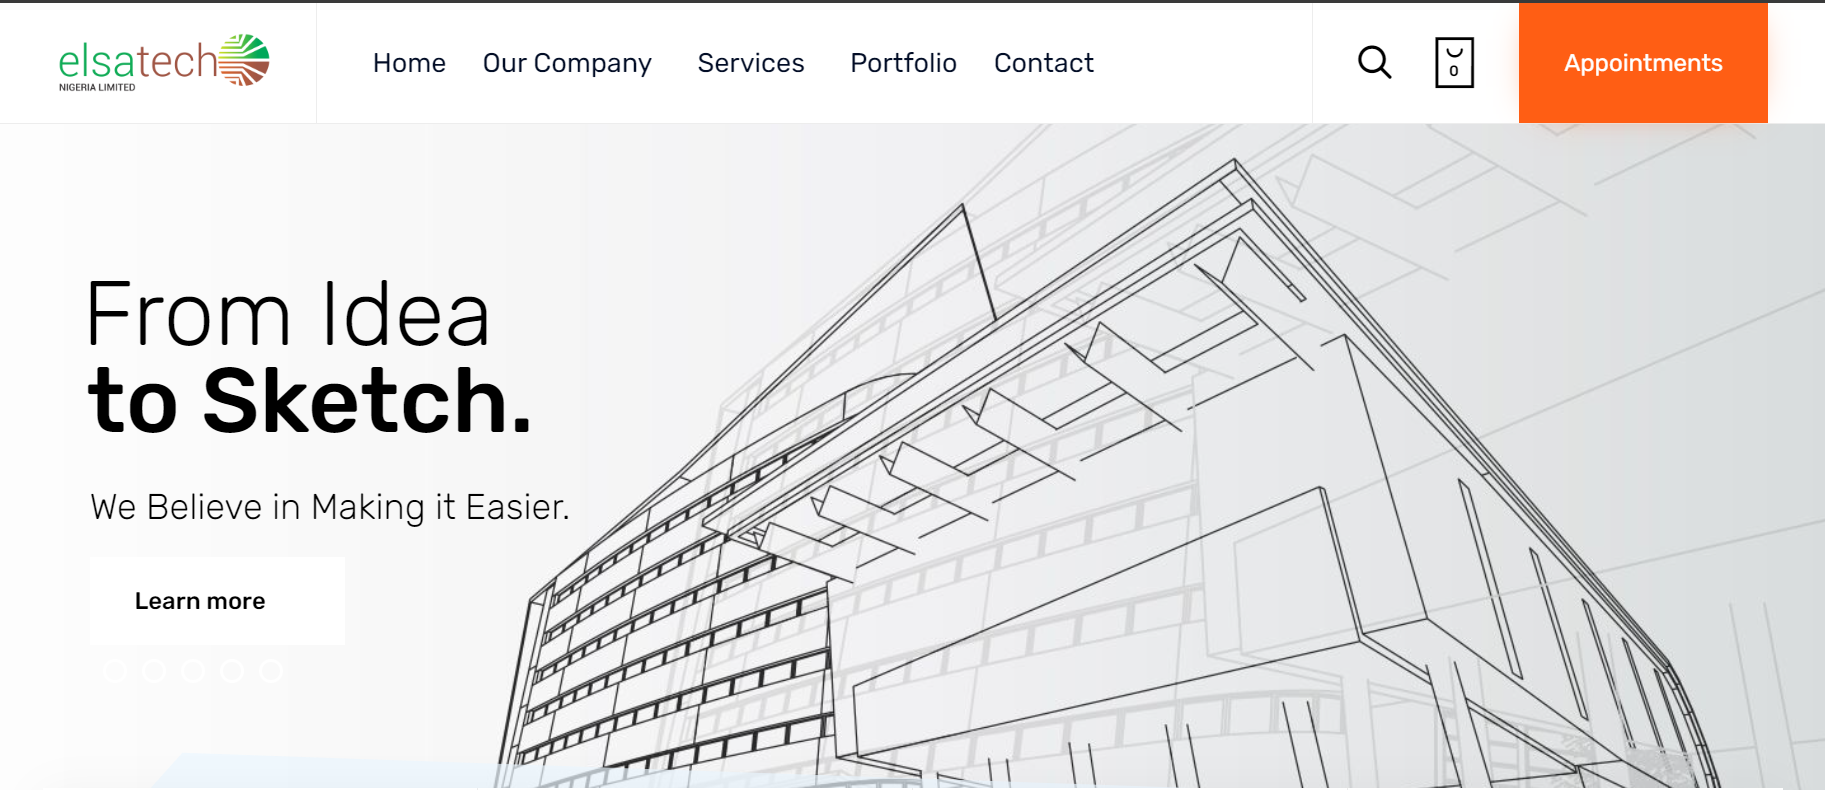 elsatech
NIGERIA LIMITED
Home
Our Company
Services
Portfolio
Contact
0
Appointments
From Idea
to Sketch.
We Believe in Making it Easier.
Learn more